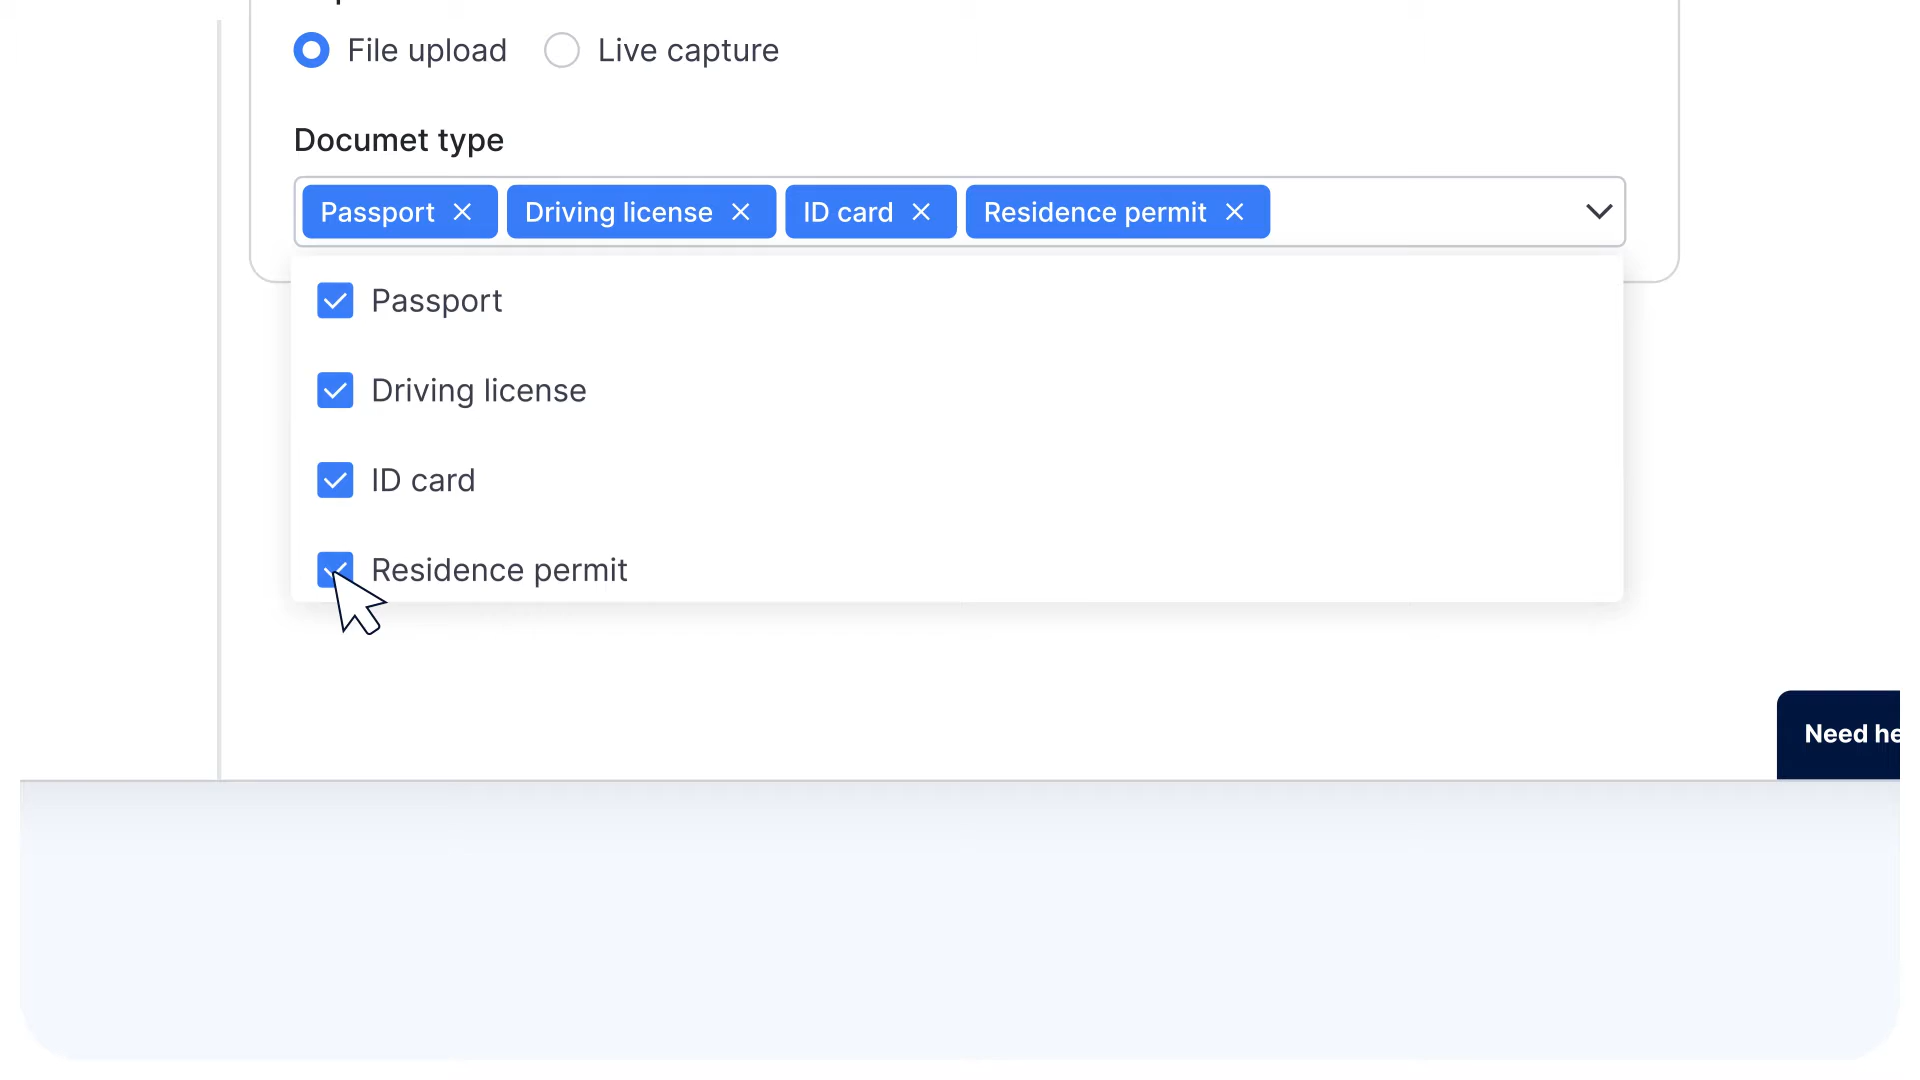 File upload Live capture
Documet type
Passport Driving license ID card Residence permit
Passport
Driving license
ID card
Residence permit
Need